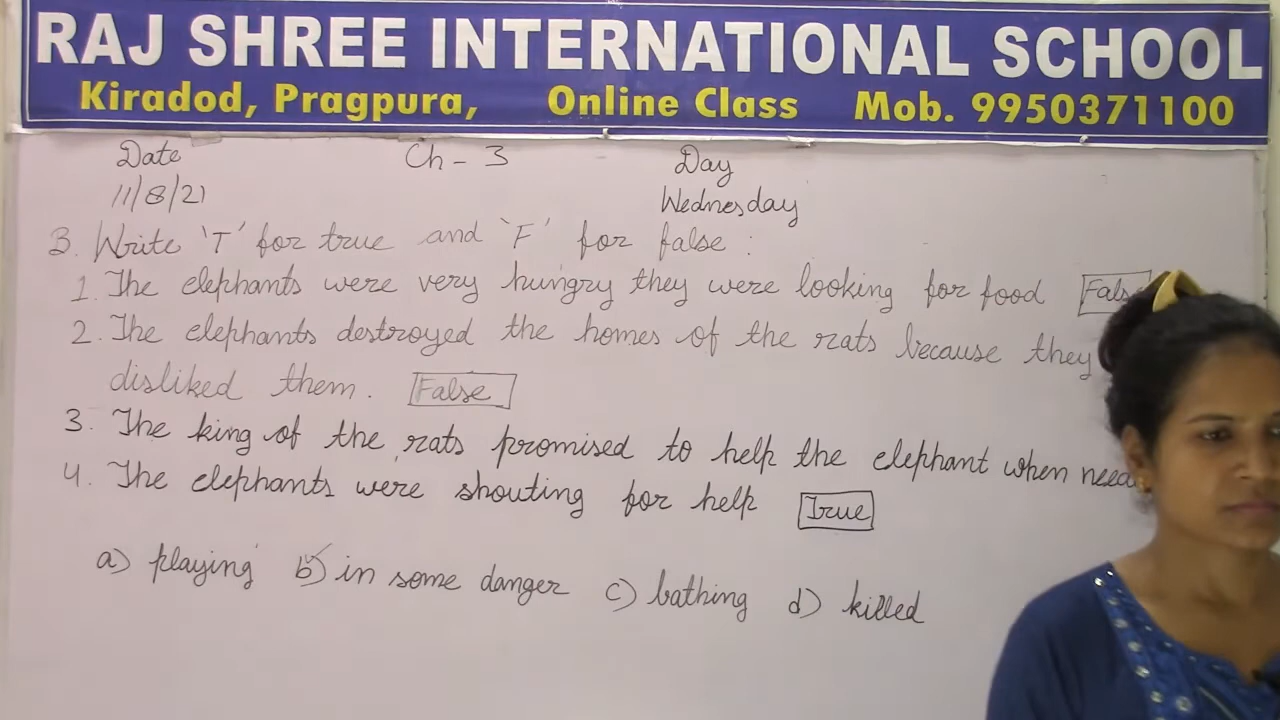 RAJ SHREE INTERNATIONAL SCHOOL
Kiradod, Pragpura, Online Class Mob. 9950371100
Date Ch - 3 Day
11/8/21 Wednesday
3. Write 'T' for true and 'F' for false :
1. The elephants were very hungry they were looking for food
2. The elephants destroyed the homes of the rats because they
disliked them. False
3. The king of the rats promised to help the elephant when
4. The elephants were shouting for help True
a) playing b) in some danger c) bathing d) killed